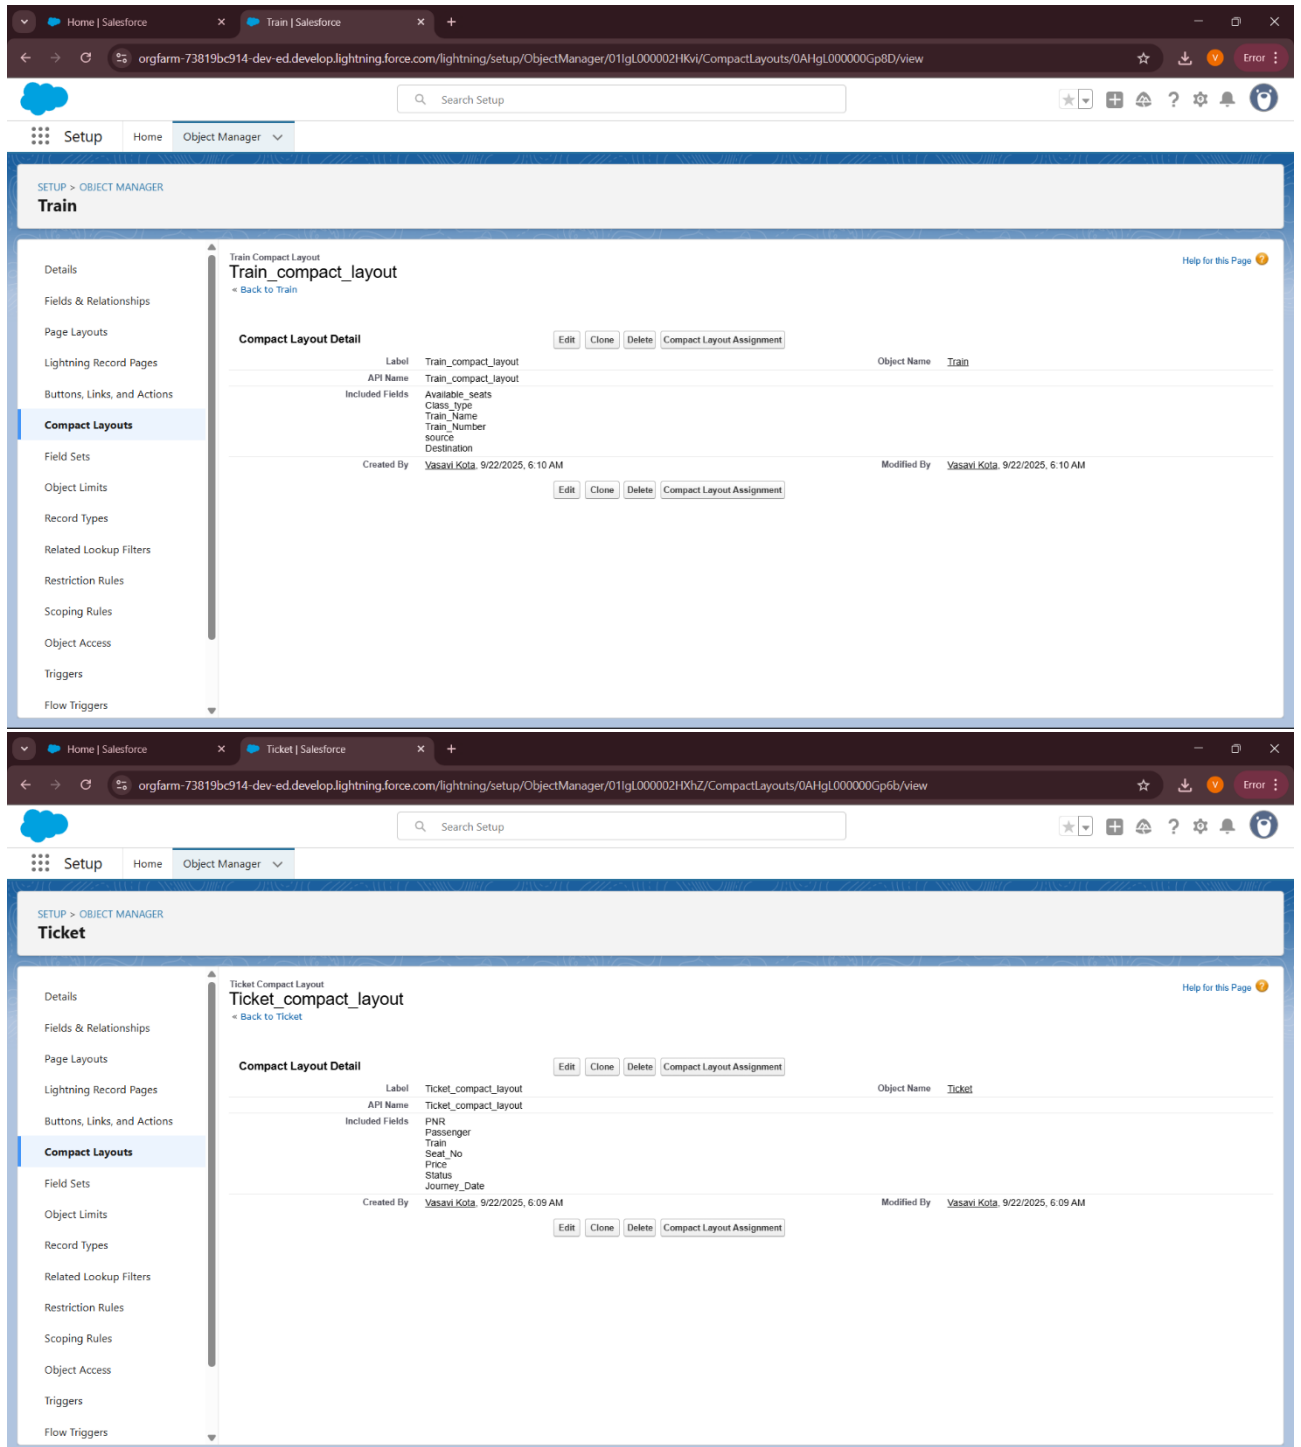 Home | Salesforce
Train | Salesforce
orgfarm-73819bc914-dev-ed.develop.lightning.force.com/lightning/setup/ObjectManager/01IgL000002HKvi/CompactLayouts/0AHgL000000Gp8D/view
V
Error
Search Setup
Setup
Home
Object Manager
SETUP > OBJECT MANAGER
Train
Details
Fields & Relationships
Page Layouts
Lightning Record Pages
Buttons, Links, and Actions
Compact Layouts
Field Sets
Object Limits
Record Types
Related Lookup Filters
Restriction Rules
Scoping Rules
Object Access
Triggers
Flow Triggers
Train Compact Layout
Train_compact_layout
« Back to Train
Help for this Page ?
Compact Layout Detail
Edit Clone Delete Compact Layout Assignment
Label Train_compact_layout Object Name Train
API Name Train_compact_layout
Included Fields Available_seats
Class_type
Train_Name
Train_Number
source
Destination
Created By Vasavi Kota, 9/22/2025, 6:10 AM Modified By Vasavi Kota, 9/22/2025, 6:10 AM
Edit Clone Delete Compact Layout Assignment
Home | Salesforce
Ticket | Salesforce
orgfarm-73819bc914-dev-ed.develop.lightning.force.com/lightning/setup/ObjectManager/01IgL000002HXhZ/CompactLayouts/0AHgL000000Gp6b/view
V
Error
Search Setup
Setup
Home
Object Manager
SETUP > OBJECT MANAGER
Ticket
Details
Fields & Relationships
Page Layouts
Lightning Record Pages
Buttons, Links, and Actions
Compact Layouts
Field Sets
Object Limits
Record Types
Related Lookup Filters
Restriction Rules
Scoping Rules
Object Access
Triggers
Flow Triggers
Ticket Compact Layout
Ticket_compact_layout
« Back to Ticket
Help for this Page ?
Compact Layout Detail
Edit Clone Delete Compact Layout Assignment
Label Ticket_compact_layout Object Name Ticket
API Name Ticket_compact_layout
Included Fields PNR
Passenger
Train
Seat_No
Price
Status
Journey_Date
Created By Vasavi Kota, 9/22/2025, 6:09 AM Modified By Vasavi Kota, 9/22/2025, 6:09 AM
Edit Clone Delete Compact Layout Assignment